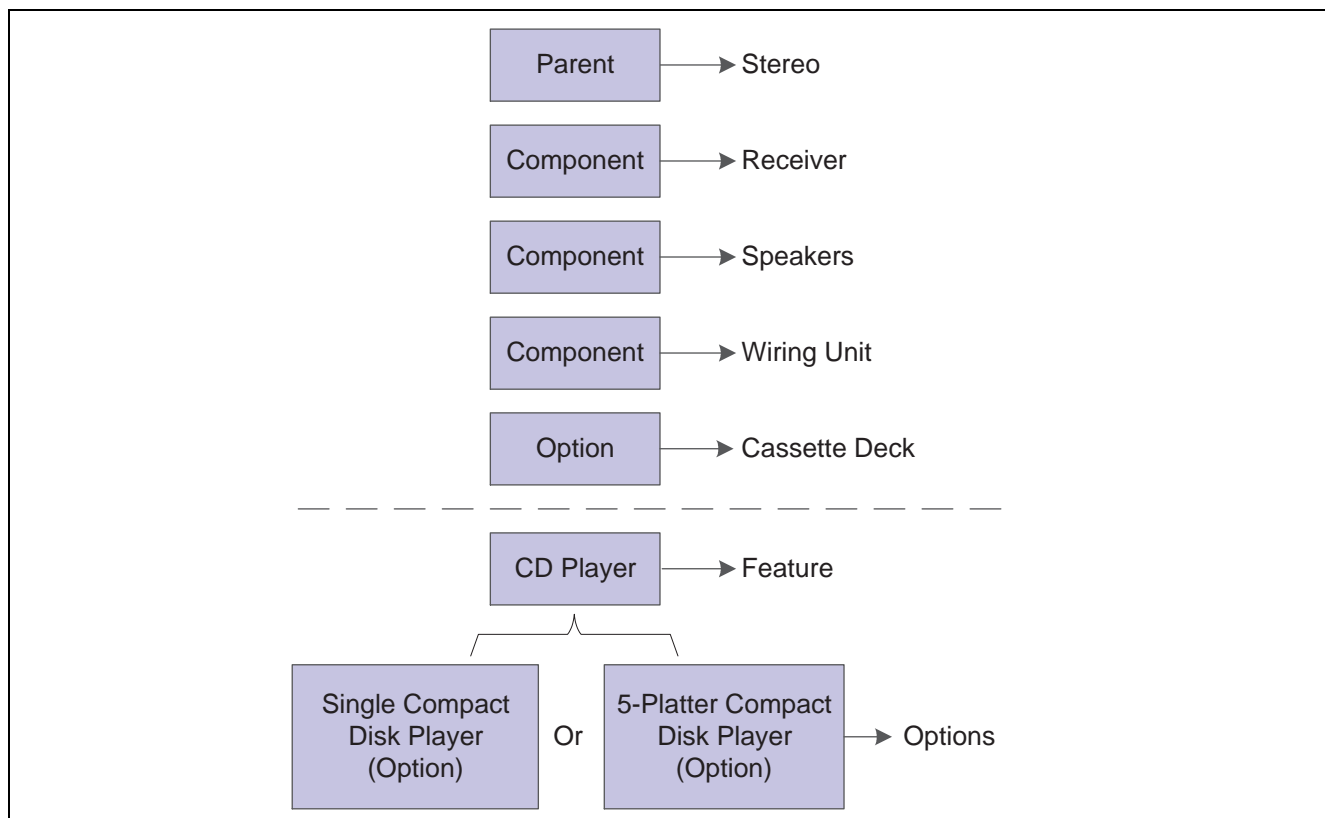 Parent Stereo
Component Receiver
Component Speakers
Component Wiring Unit
Option Cassette Deck
CD Player Feature
Single Compact
Disk Player
(Option)
Or
5-Platter Compact
Disk Player
(Option)
Options